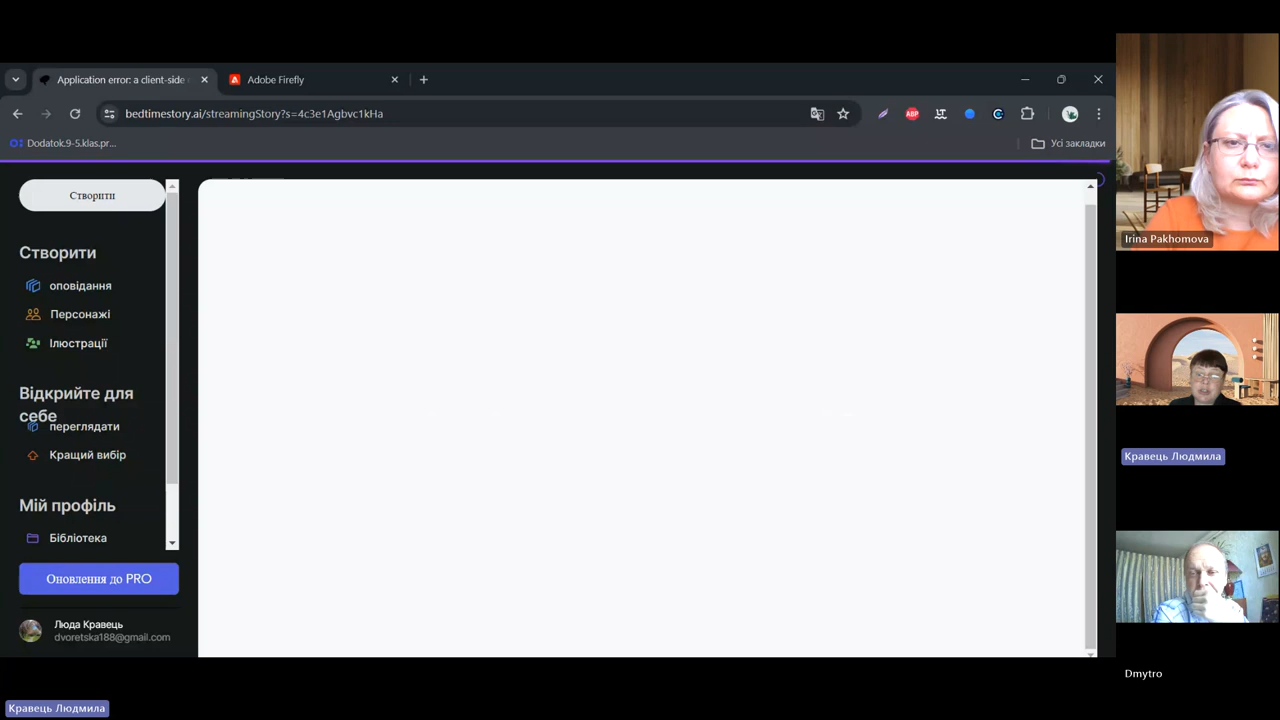 Application error: a client-side
Adobe Firefly
bedtimestory.ai/streamingStory?s=4c3e1Agbvc1kHa
ABP
Dodatok.9-5.klas.pr...
Усі закладки
Створити
Створити
оповідання
Персонажі
Ілюстрації
Відкрийте для
себе
переглядати
Кращий вибір
Мій профіль
Бібліотека
Оновлення до PRO
Люда Кравець
dvoretska188@gmail.com
Кравець Людмила
Irina Pakhomova
Кравець Людмила
Dmytro